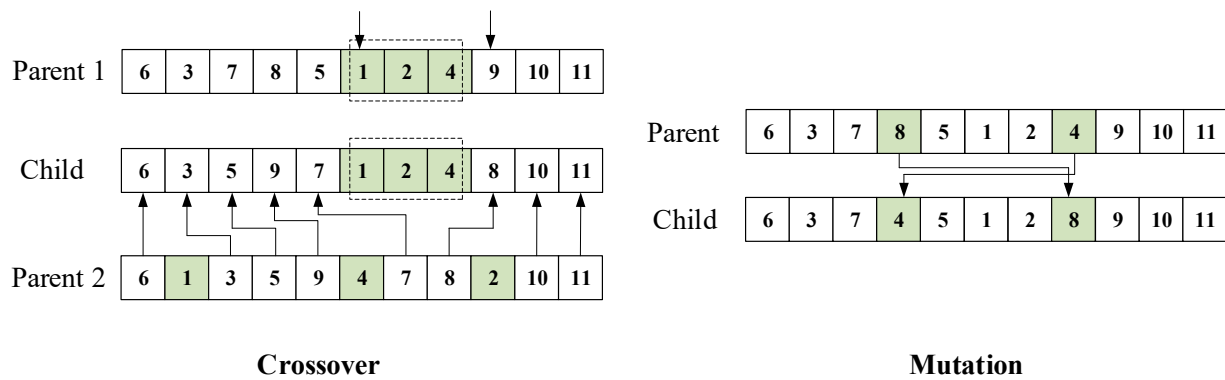 Parent 1 6 3 7 8 5 1 2 4 9 10 11
Child 6 3 5 9 7 1 2 4 8 10 11
Parent 2 6 1 3 5 9 4 7 8 2 10 11
Crossover
Parent 6 3 7 8 5 1 2 4 9 10 11
Child 6 3 7 4 5 1 2 8 9 10 11
Mutation